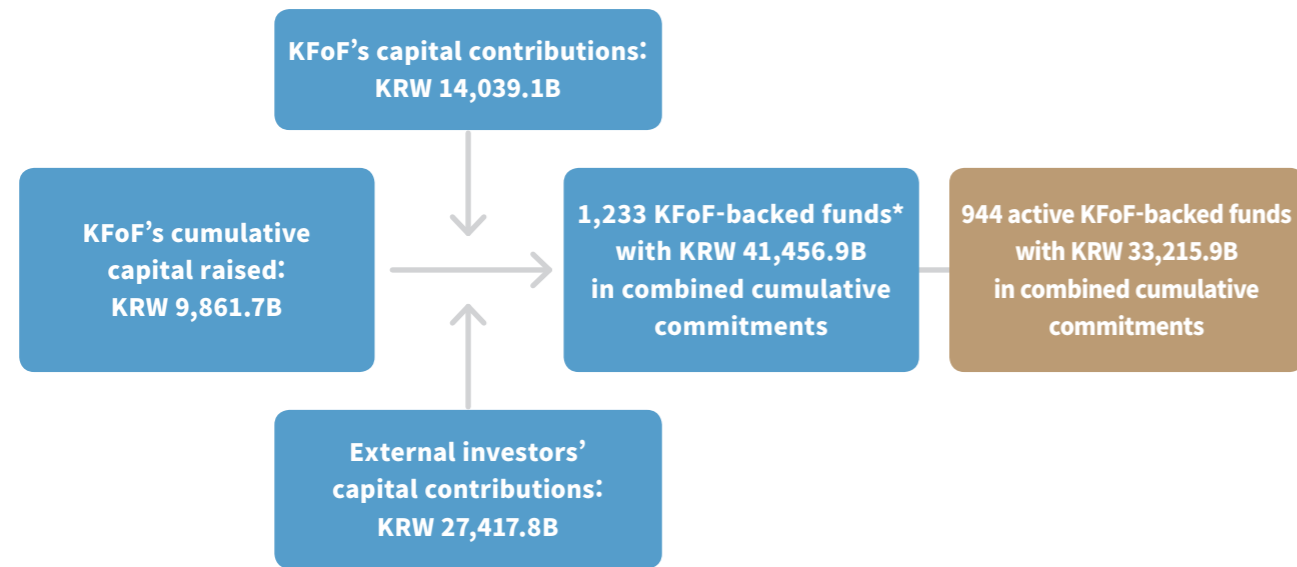 KFoF’s capital contributions:
KRW 14,039.1B
KFoF’s cumulative
capital raised:
KRW 9,861.7B
1,233 KFoF-backed funds*
with KRW 41,456.9B
in combined cumulative
commitments
944 active KFoF-backed funds
with KRW 33,215.9B
in combined cumulative
commitments
External investors’
capital contributions:
KRW 27,417.8B